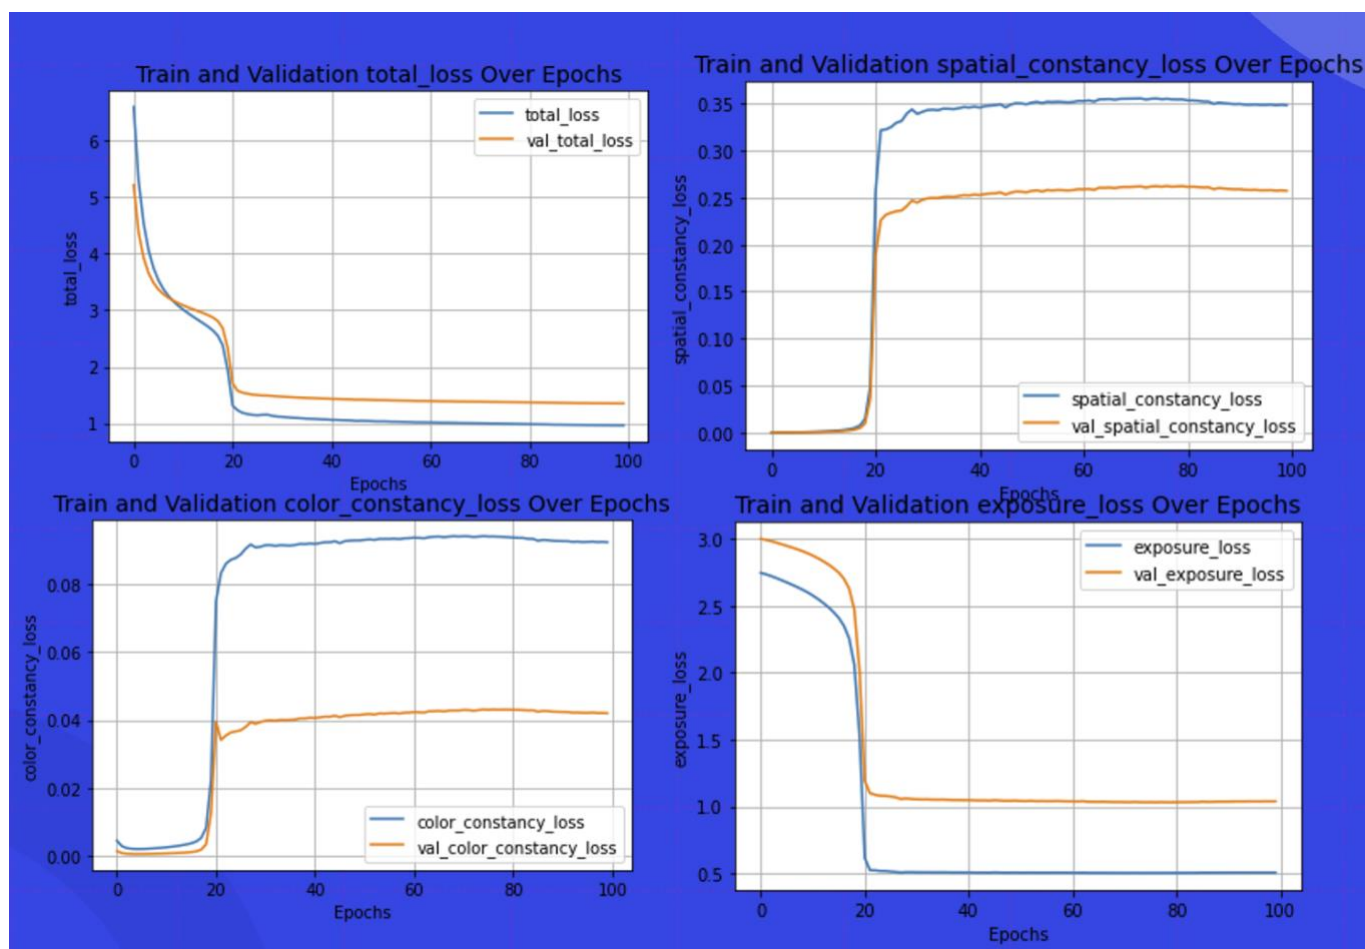 Train and Validation total_loss Over Epochs
total_loss
val_total_loss
6
5
4
3
2
1
total_loss
0 20 40 60 80 100
Epochs
Train and Validation spatial_constancy_loss Over Epochs
0.35
0.30
0.25
0.20
0.15
0.10
0.05
0.00
spatial_constancy_loss
spatial_constancy_loss
val_spatial_constancy_loss
0 20 40 60 80 100
Epochs
Train and Validation color_constancy_loss Over Epochs
0.08
0.06
0.04
0.02
0.00
color_constancy_loss
color_constancy_loss
val_color_constancy_loss
0 20 40 60 80 100
Epochs
Train and Validation exposure_loss Over Epochs
exposure_loss
val_exposure_loss
3.0
2.5
2.0
1.5
1.0
0.5
exposure_loss
0 20 40 60 80 100
Epochs